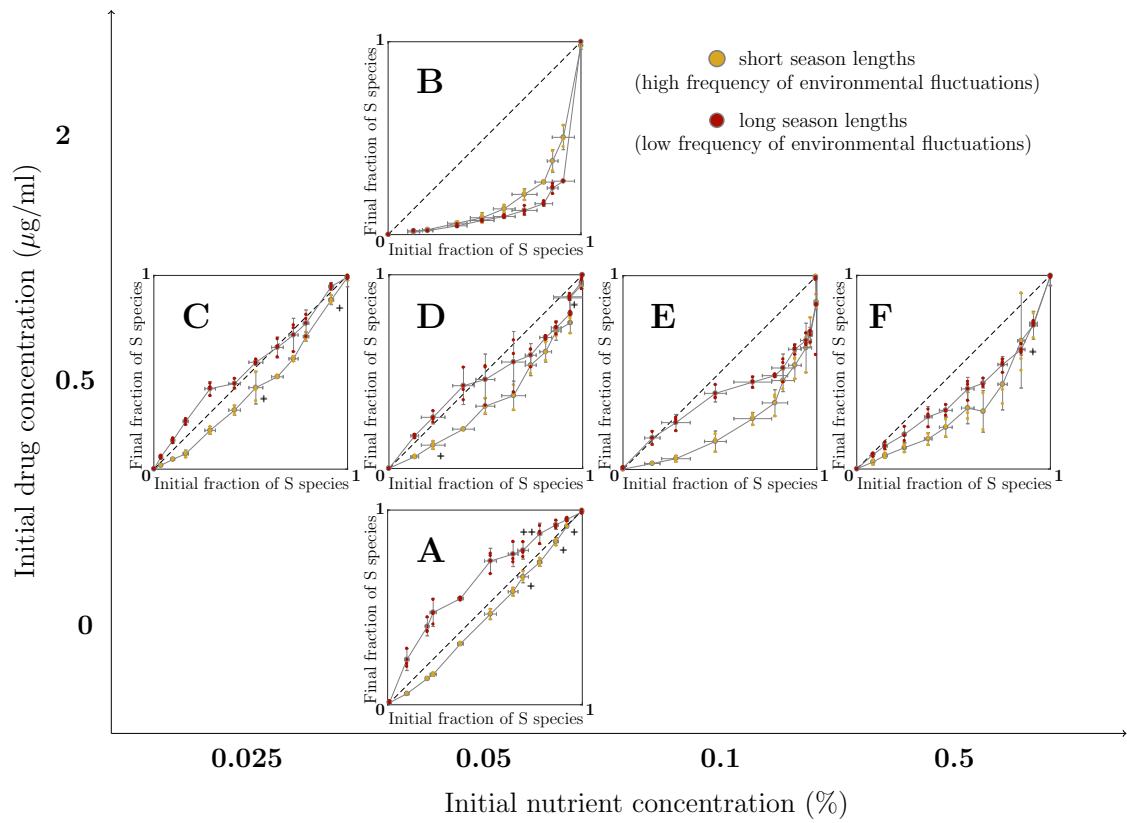 short season lengths
(high frequency of environmental fluctuations)
long season lengths
(low frequency of environmental fluctuations)
Initial drug concentration (μg/ml)
2
0.5
0
B
1
Final fraction of S species
0
Initial fraction of S species
1
C
1
Final fraction of S species
0
Initial fraction of S species
1
D
1
Final fraction of S species
0
Initial fraction of S species
1
E
1
Final fraction of S species
0
Initial fraction of S species
1
F
1
Final fraction of S species
0
Initial fraction of S species
1
A
1
Final fraction of S species
0
Initial fraction of S species
1
0.025
0.05
0.1
0.5
Initial nutrient concentration (%)